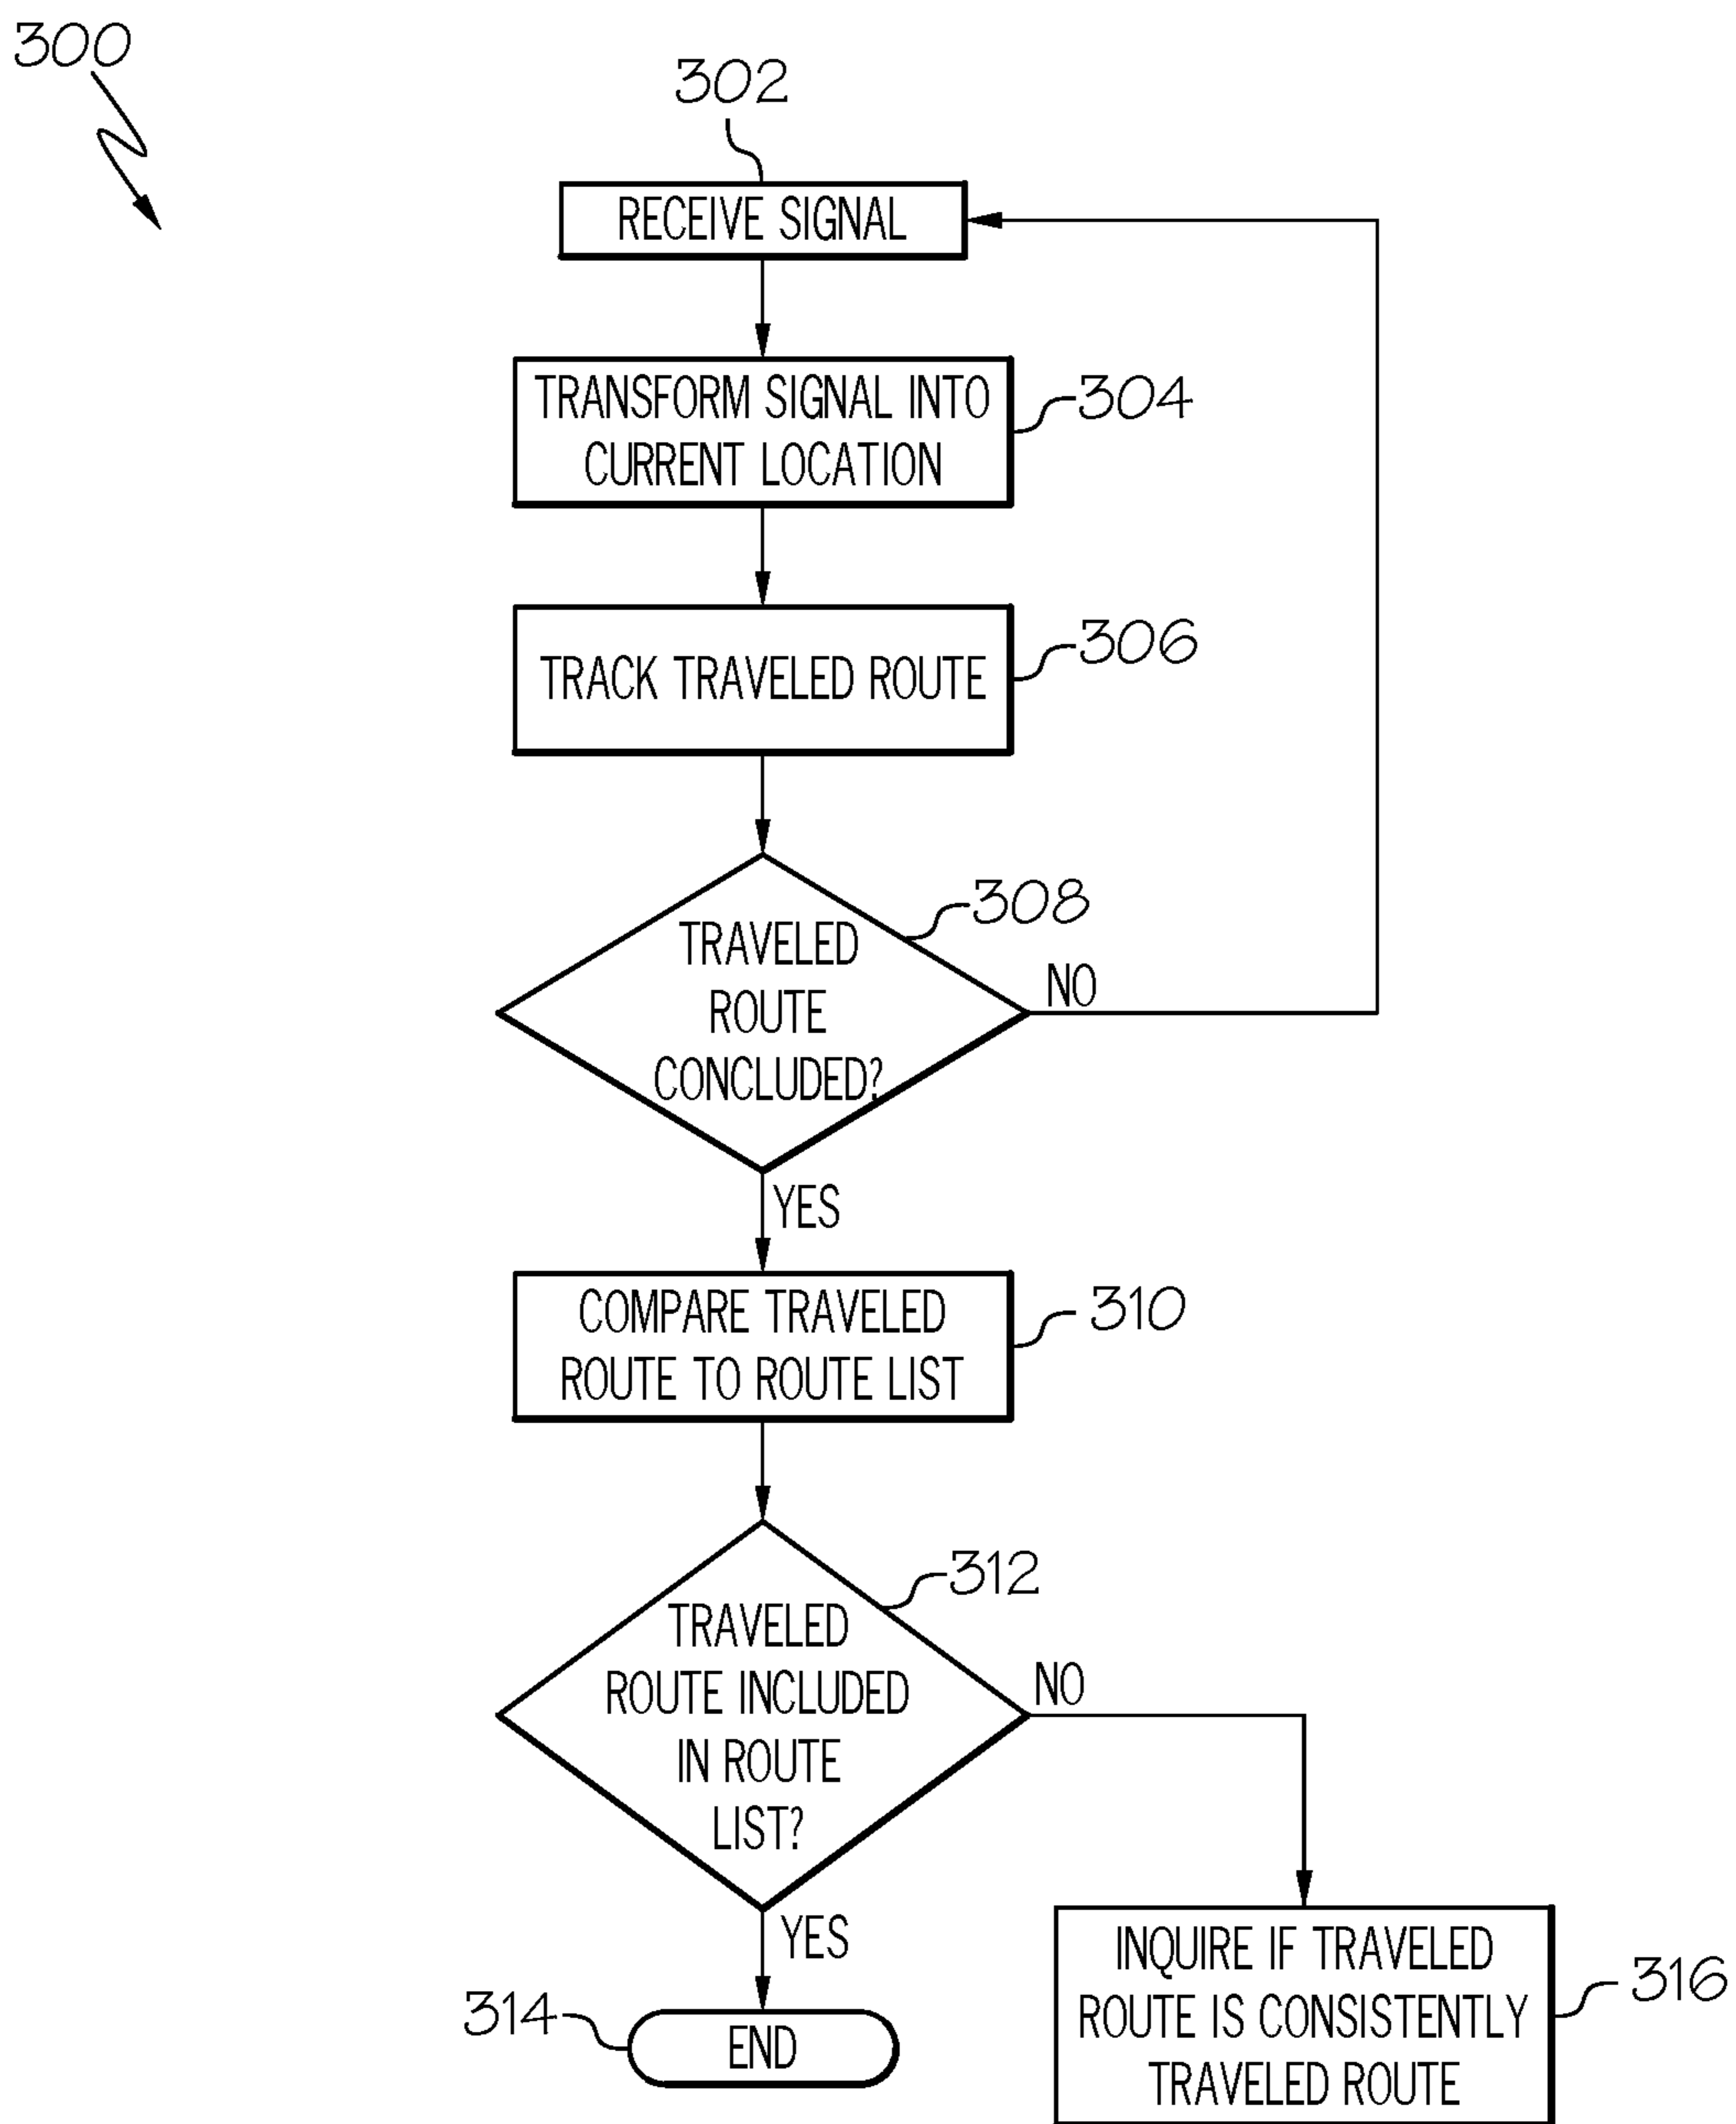 300
302
RECEIVE SIGNAL
TRANSFORM SIGNAL INTO
CURRENT LOCATION
304
TRACK TRAVELED ROUTE
306
308
TRAVELED
ROUTE
CONCLUDED?
NO
YES
COMPARE TRAVELED
ROUTE TO ROUTE LIST
310
312
TRAVELED
ROUTE INCLUDED
IN ROUTE
LIST?
NO
YES
314
END
INQUIRE IF TRAVELED
ROUTE IS CONSISTENTLY
TRAVELED ROUTE
316